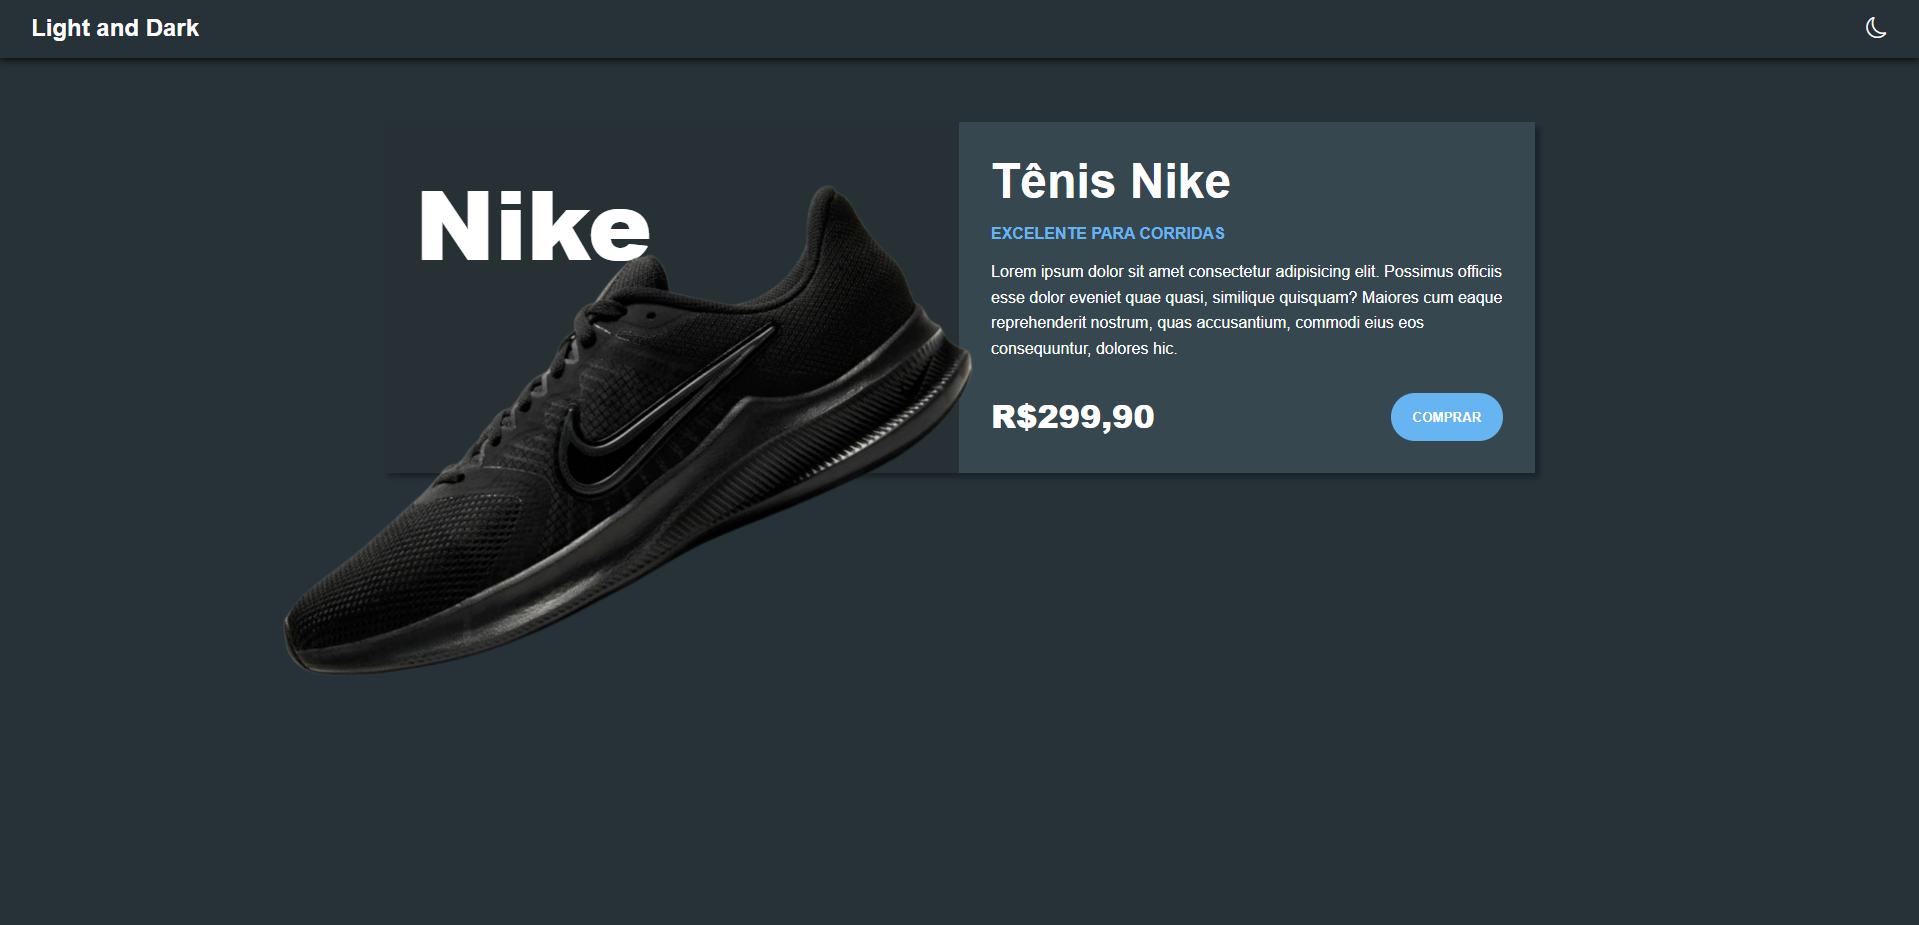 Light and Dark
Nike
Tênis Nike
EXCELENTE PARA CORRIDAS
Lorem ipsum dolor sit amet consectetur adipisicing elit. Possimus officiis
esse dolor eveniet quae quasi, similique quisquam? Maiores cum eaque
reprehenderit nostrum, quas accusantium, commodi eius eos
consequuntur, dolores hic.
R$299,90
COMPRAR